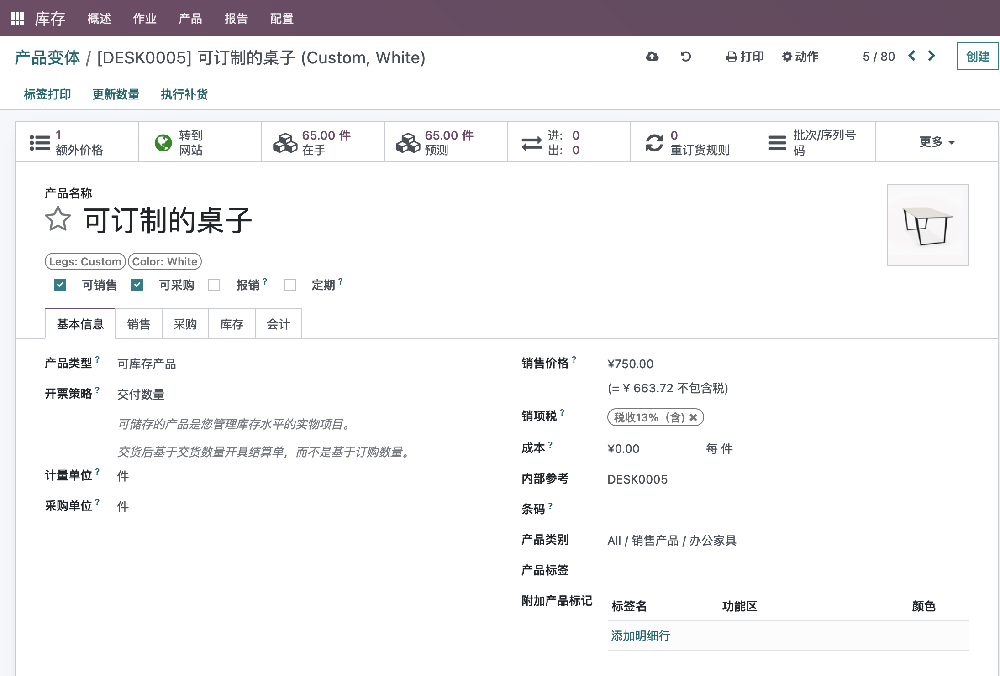 库存 概述 作业 产品 报告 配置
产品变体 / [DESK0005] 可订制的桌子 (Custom, White) 打印 动作 5 / 80 创建
标签打印 更新数量 执行补货
1
额外价格
转到
网站
65.00 件
在手
65.00 件
预测
进: 0
出: 0
0
重订货规则
批次/序列号
码
更多
产品名称
可订制的桌子
Legs: Custom Color: White
可销售 可采购 报销 ? 定期 ?
基本信息 销售 采购 库存 会计
产品类型 ? 可库存产品
开票策略 ? 交付数量
可储存的产品是您管理库存水平的实物项目。
交货后基于交货数量开具结算单，而不是基于订购数量。
计量单位 ? 件
采购单位 ? 件
销售价格 ? ¥750.00
(= ¥ 663.72 不包含税)
销项税 ? 税收13%（含)
成本 ? ¥0.00 每 件
内部参考 DESK0005
条码 ?
产品类别 All / 销售产品 / 办公家具
产品标签
附加产品标记 标签名 功能区 颜色
添加明细行